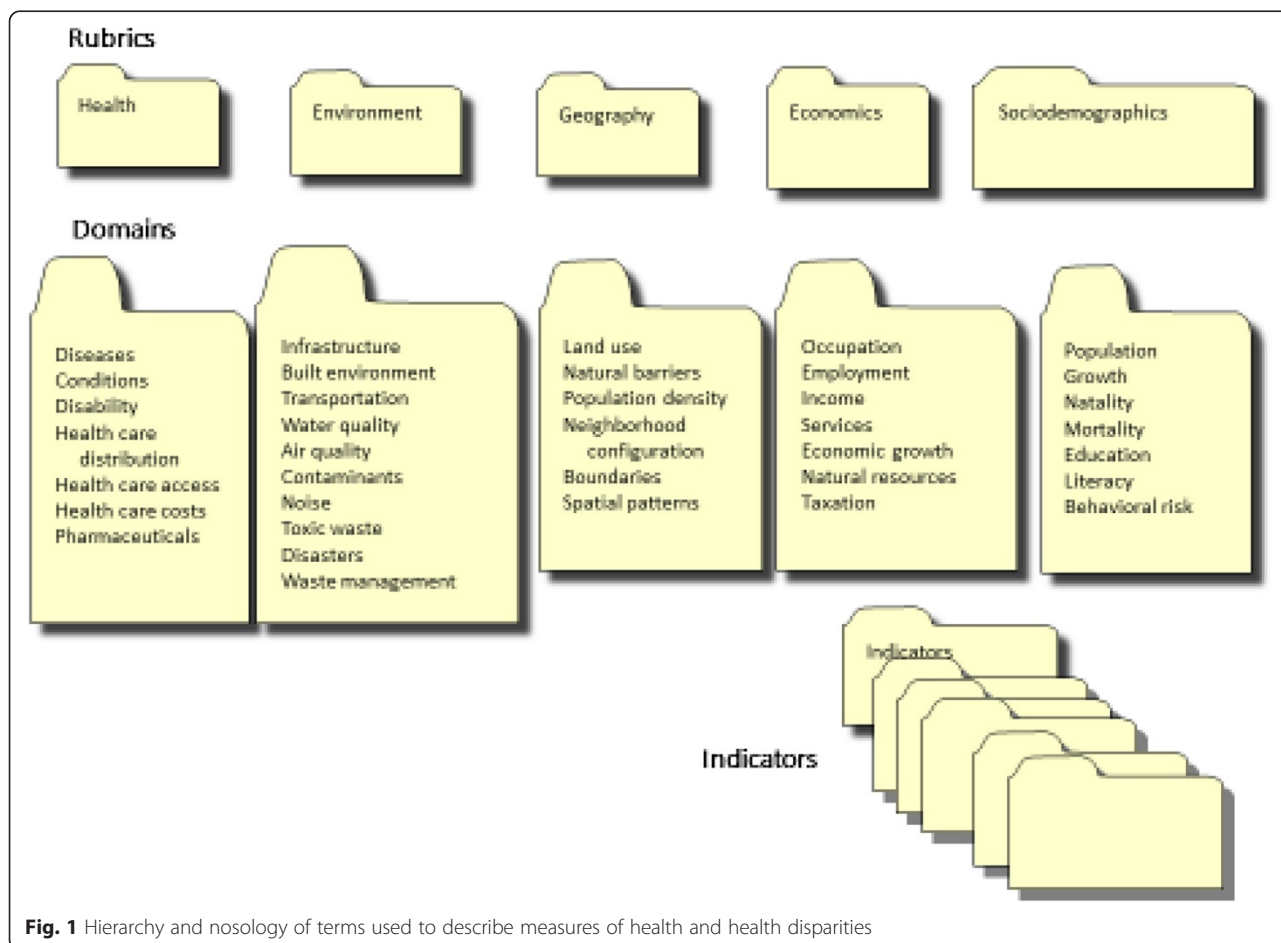 Rubrics
Health
Environment
Geography
Economics
Sociodemographics
Domains
Diseases
Conditions
Disability
Health care
distribution
Health care access
Health care costs
Pharmaceuticals
Infrastructure
Built environment
Transportation
Water quality
Air quality
Contaminants
Noise
Toxic waste
Disasters
Waste management
Land use
Natural barriers
Population density
Neighborhood
configuration
Boundaries
Spatial patterns
Occupation
Employment
Income
Services
Economic growth
Natural resources
Taxation
Population
Growth
Natality
Mortality
Education
Literacy
Behavioral risk
Indicators
Indicators
Fig. 1 Hierarchy and nosology of terms used to describe measures of health and health disparities